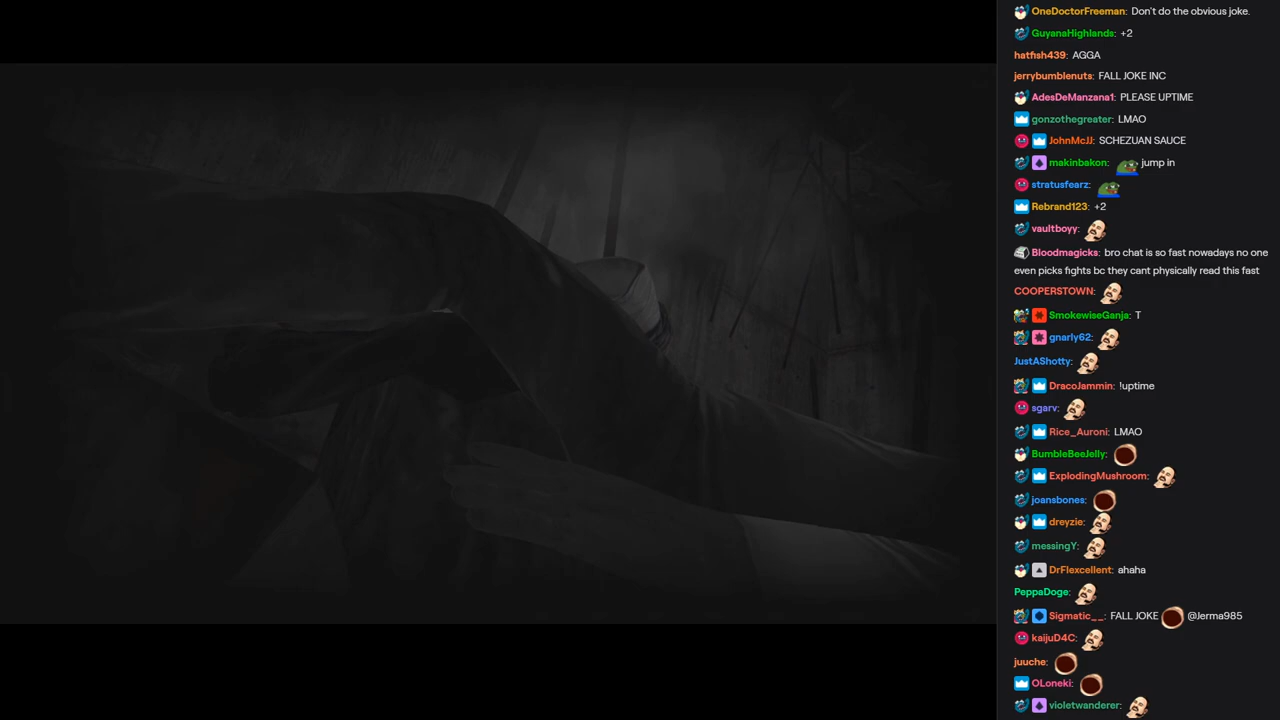 OneDoctorFreeman: Don't do the obvious joke.
GuyanaHighlands: +2
hatfish439: AGGA
jerrybumblenuts: FALL JOKE INC
AdesDeManzana1: PLEASE UPTIME
gonzothegreater: LMAO
JohnMcJJ: SCHEZUAN SAUCE
makinbakon: jump in
stratusfearz:
Rebrand123: +2
vaultboyy:
Bloodmagicks: bro chat is so fast nowadays no one
even picks fights bc they cant physically read this fast
COOPERSTOWN:
SmokewiseGanja: T
gnarly62:
JustAShotty:
DracoJammin: !uptime
sgarv:
Rice_Auroni: LMAO
BumbleBeeJelly:
ExplodingMushroom:
joansbones:
dreyzie:
messingY:
DrFlexcellent: ahaha
PeppaDoge:
Sigmatic__: FALL JOKE @Jerma985
kaijuD4C:
juuche:
OLoneki:
violetwanderer: